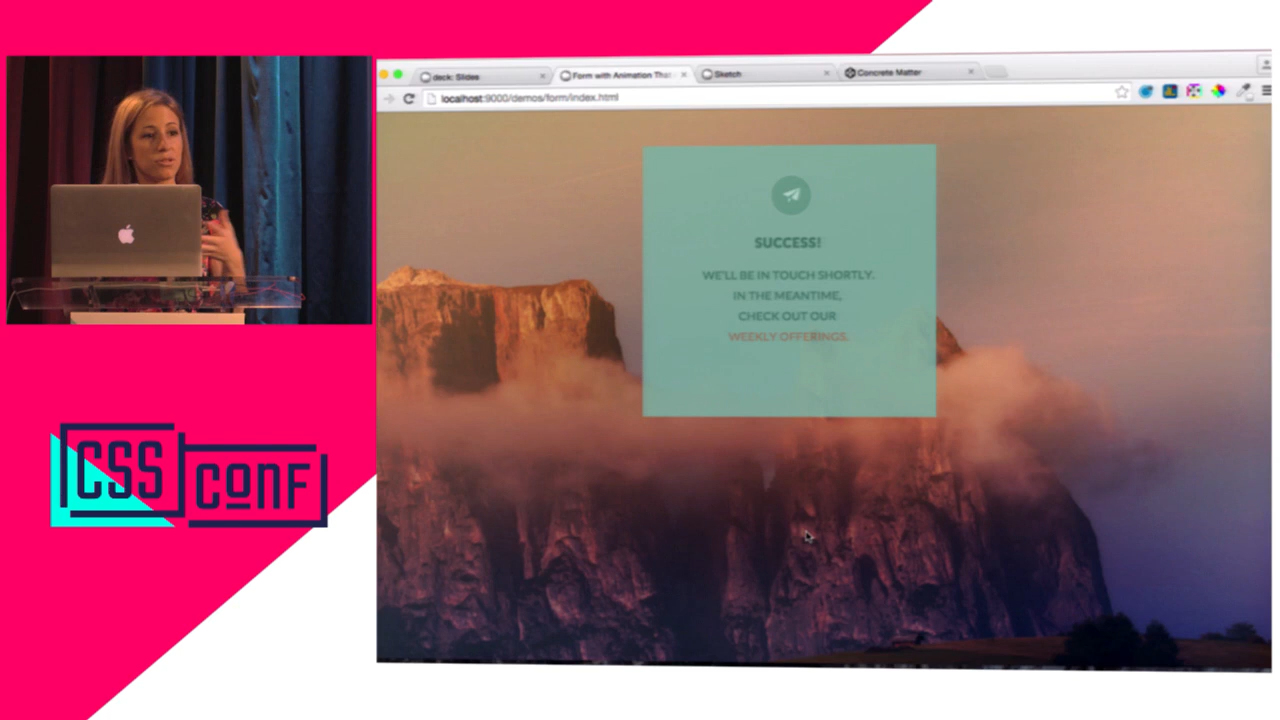 deck: Slides
Form with Animation That
Sketch
Concrete Matter
localhost:9000/demos/form/index.html
SUCCESS!
WE'LL BE IN TOUCH SHORTLY.
IN THE MEANTIME,
CHECK OUT OUR
WEEKLY OFFERINGS.
CSS
CONF